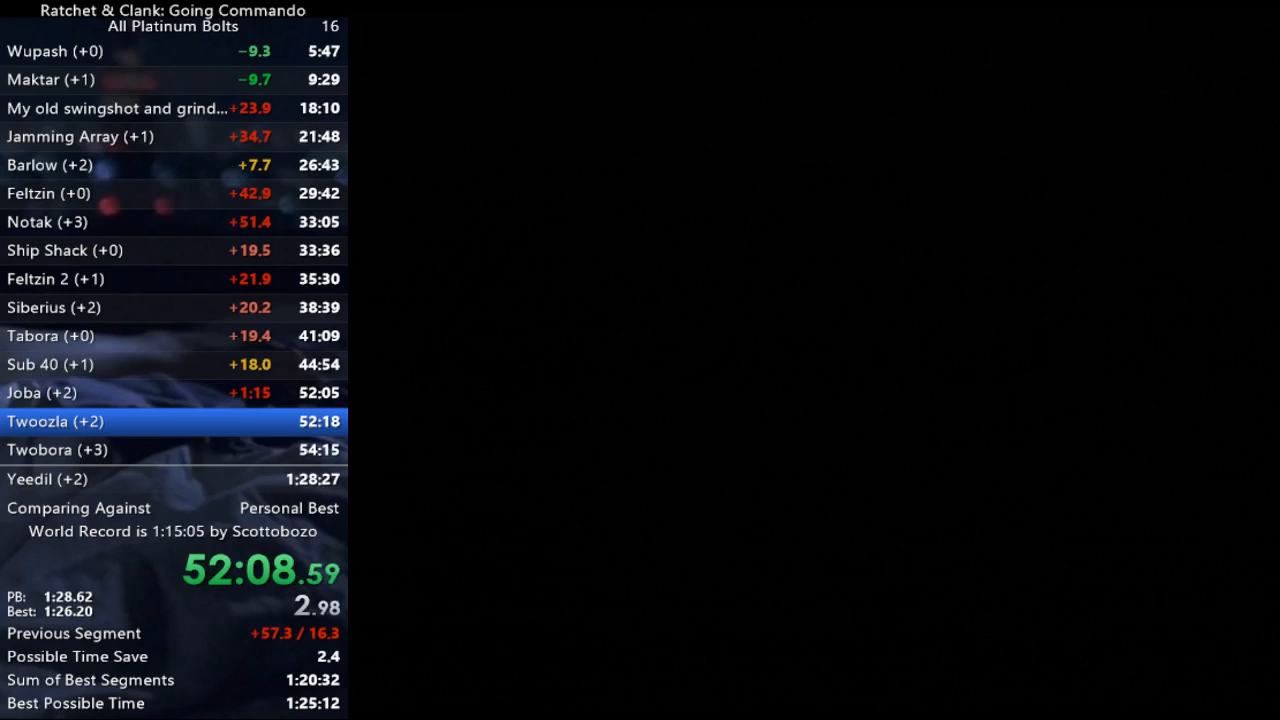 Ratchet & Clank: Going Commando
All Platinum Bolts 16
Wupash (+0) −9.3 5:47
Maktar (+1) −9.7 9:29
My old swingshot and grind... +23.9 18:10
Jamming Array (+1) +34.7 21:48
Barlow (+2) +7.7 26:43
Feltzin (+0) +42.9 29:42
Notak (+3) +51.4 33:05
Ship Shack (+0) +19.5 33:36
Feltzin 2 (+1) +21.9 35:30
Siberius (+2) +20.2 38:39
Tabora (+0) +19.4 41:09
Sub 40 (+1) +18.0 44:54
Joba (+2) +1:15 52:05
Twoozla (+2) 52:18
Twobora (+3) 54:15
Yeedil (+2) 1:28:27
Comparing Against Personal Best
World Record is 1:15:05 by Scottobozo
52:08.59
PB: 1:28.62
Best: 1:26.20 2.98
Previous Segment +57.3 / 16.3
Possible Time Save 2.4
Sum of Best Segments 1:20:32
Best Possible Time 1:25:12